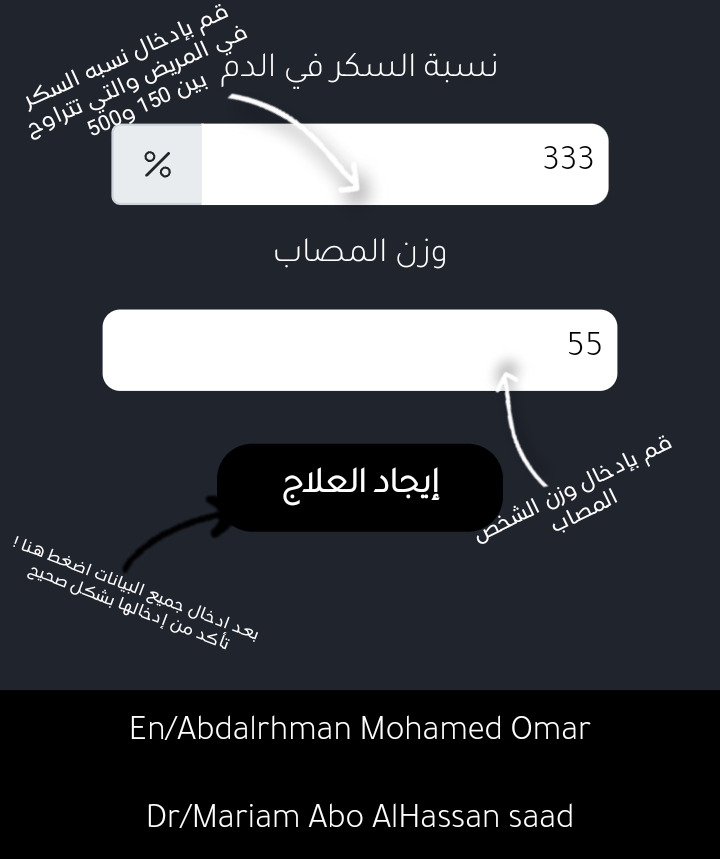 قم بإدخال نسبه السكر
في المريض والتي تتراوح
بين 150 و500
نسبة السكر في الدم
333
%
وزن المصاب
55
قم بإدخال وزن الشخص
المصاب
إيجاد العلاج
بعد ادخال جميع البيانات اضغط هنا !
تأكد من إدخالها بشكل صحيح
En/Abdalrhman Mohamed Omar
Dr/Mariam Abo AlHassan saad